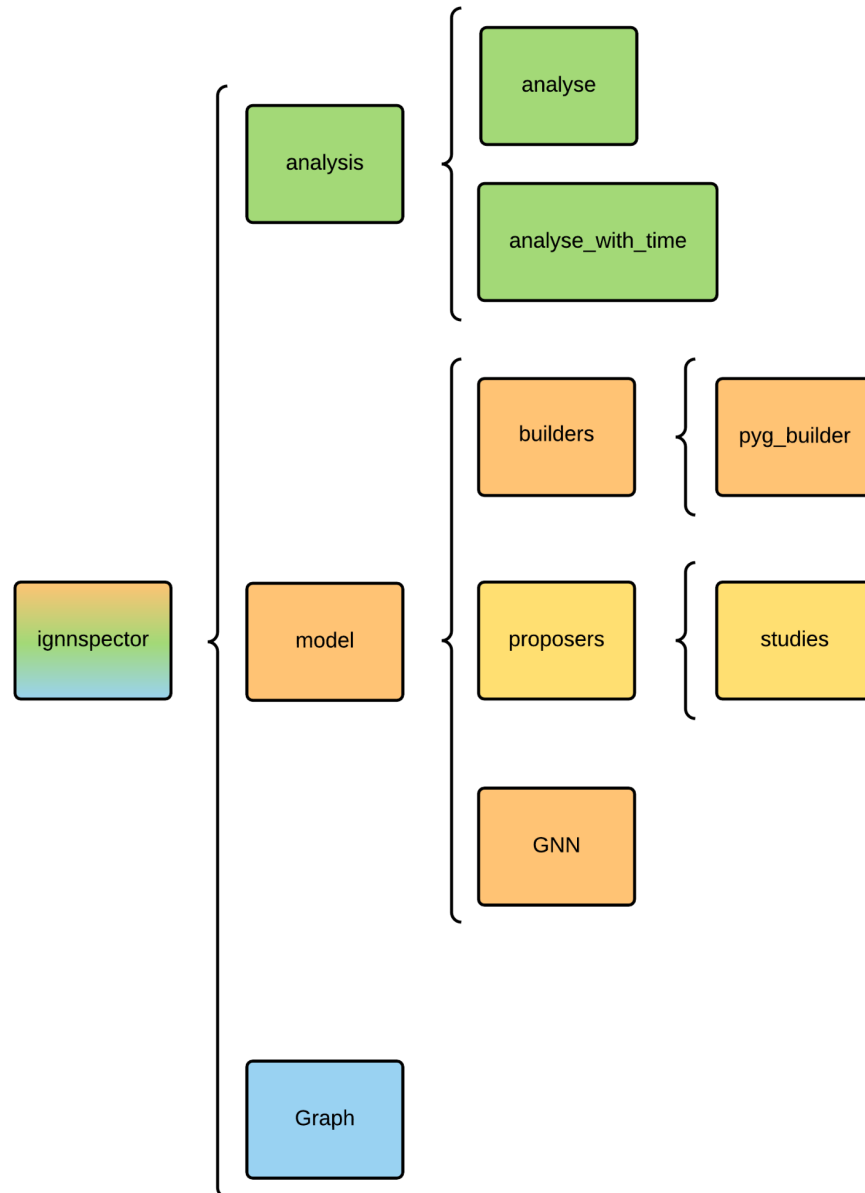 analyse
analysis
analyse_with_time
builders
pyg_builder
ignnspector
model
proposers
studies
GNN
Graph